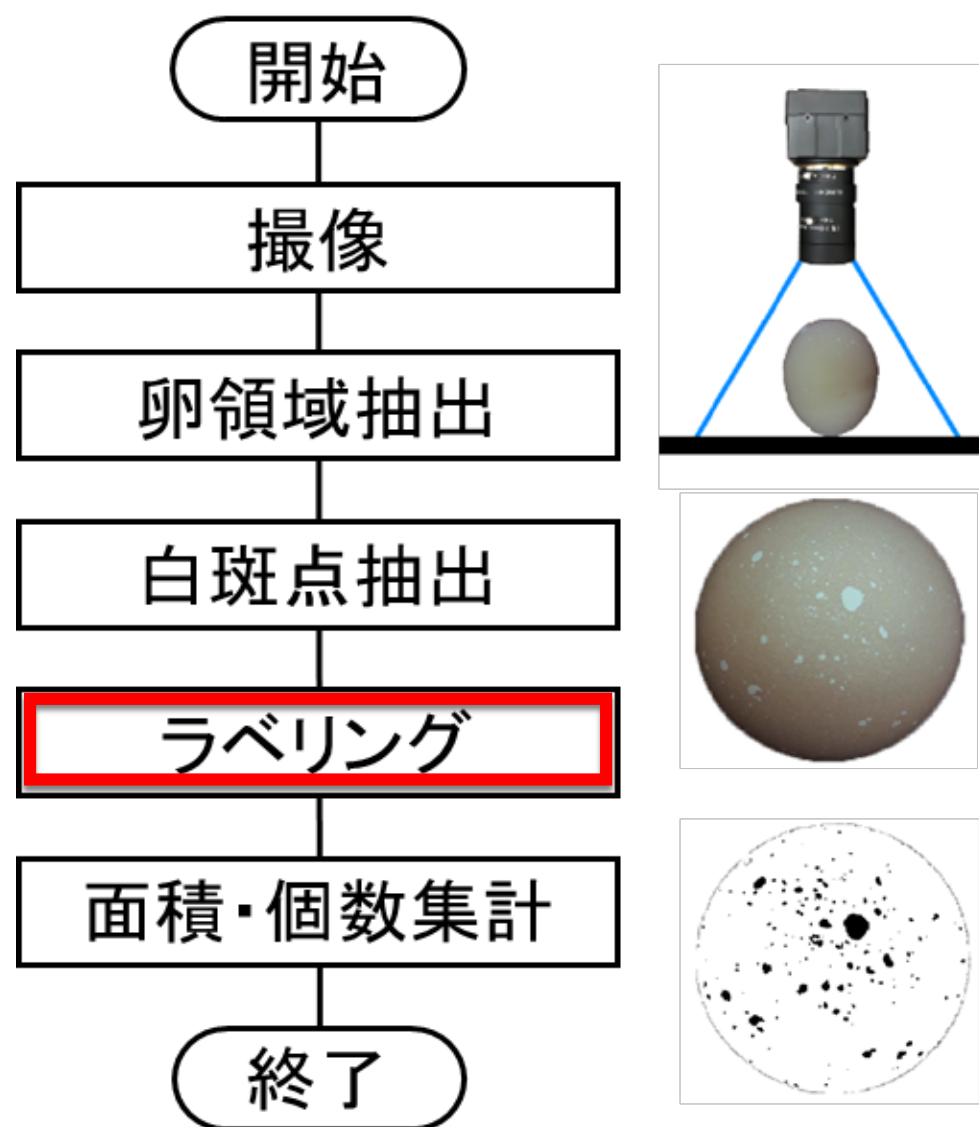 開始
撮像
卵領域抽出
白斑点抽出
ラベリング
面積・個数集計
終了